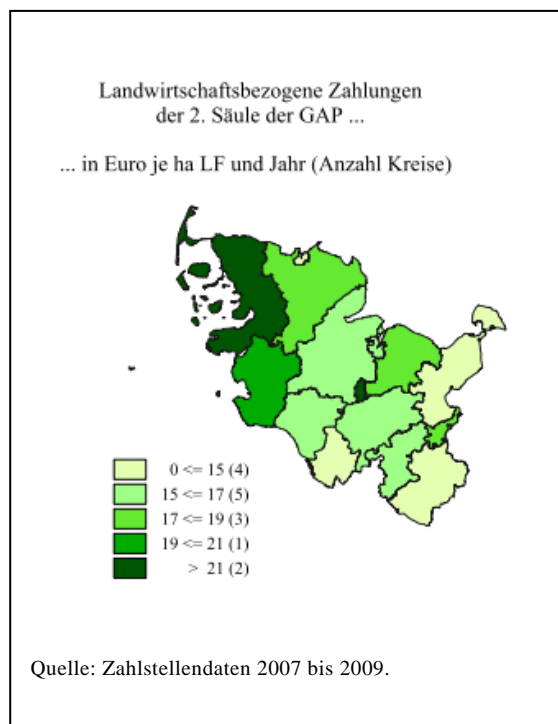 Landwirtschaftsbezogene Zahlungen
der 2. Säule der GAP ...
... in Euro je ha LF und Jahr (Anzahl Kreise)
0 <= 15 (4)
15 <= 17 (5)
17 <= 19 (3)
19 <= 21 (1)
> 21 (2)
Quelle: Zahlstellendaten 2007 bis 2009.